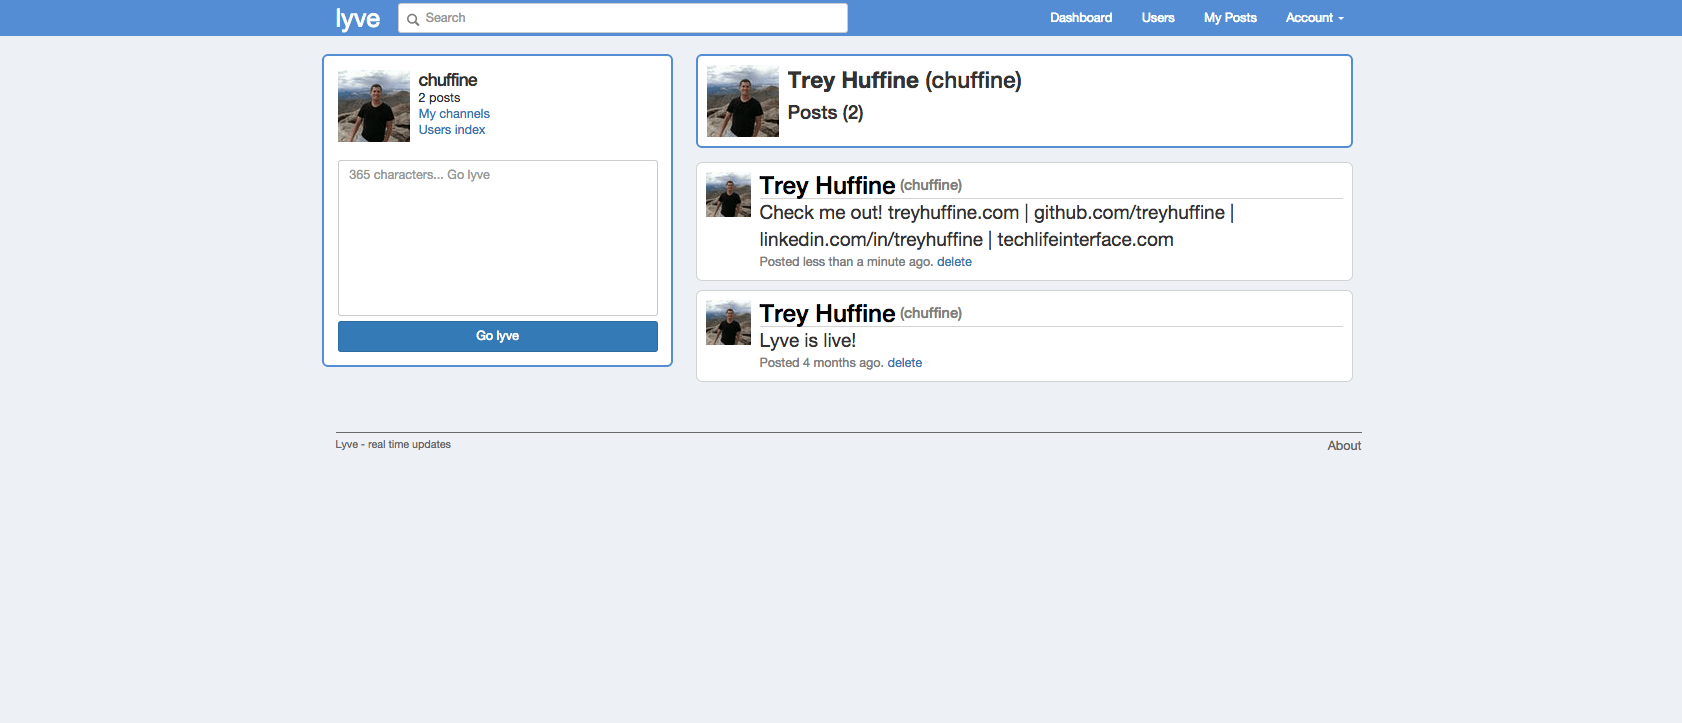 lyve
Search
Dashboard
Users
My Posts
Account
chuffine
2 posts
My channels
Users index
365 characters... Go lyve
Go lyve
Trey Huffine (chuffine)
Posts (2)
Trey Huffine (chuffine)
Check me out! treyhuffine.com | github.com/treyhuffine |
linkedin.com/in/treyhuffine | techlifeinterface.com
Posted less than a minute ago. delete
Trey Huffine (chuffine)
Lyve is live!
Posted 4 months ago. delete
Lyve - real time updates
About